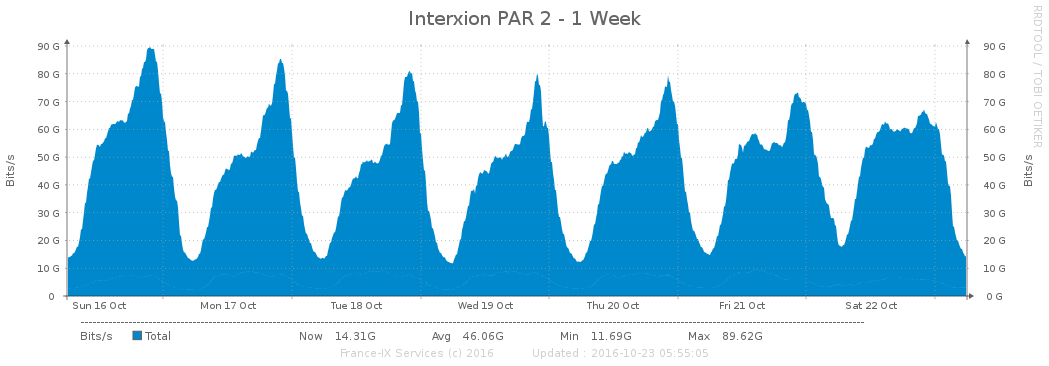 Interxion PAR 2 - 1 Week
RRDTOOL / TOBI OETIKER
90 G 90 G
80 G 80 G
70 G 70 G
60 G 60 G
50 G 50 G
40 G 40 G
30 G 30 G
20 G 20 G
10 G 10 G
0 0 G
Bits/s
Bits/s
Sun 16 Oct Mon 17 Oct Tue 18 Oct Wed 19 Oct Thu 20 Oct Fri 21 Oct Sat 22 Oct
Bits/s Total Now 14.31G Avg 46.06G Min 11.69G Max 89.62G
France-IX Services (c) 2016 Updated : 2016-10-23 05:55:05